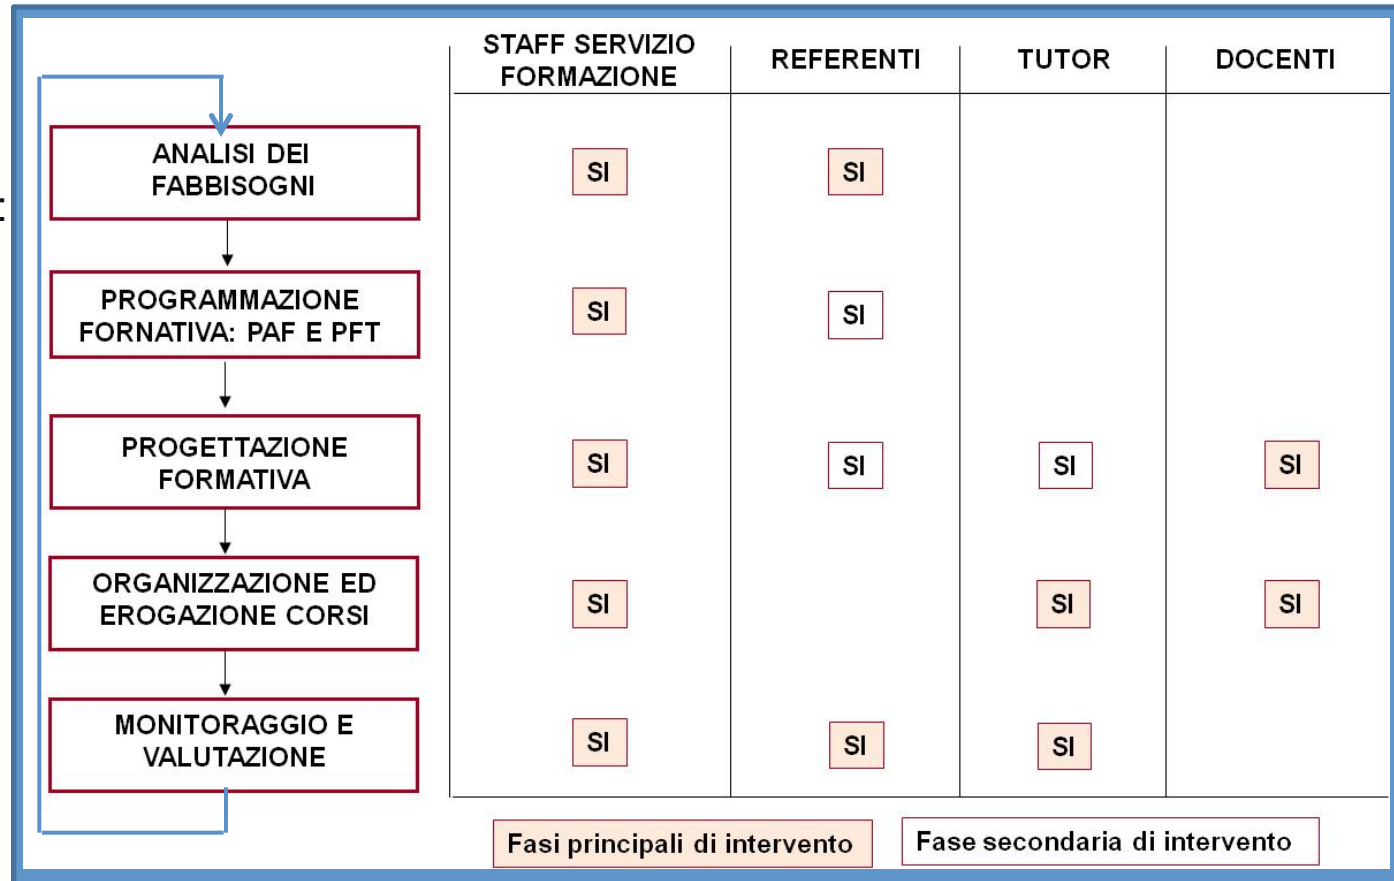 STAFF SERVIZIO
FORMAZIONE
REFERENTI
TUTOR
DOCENTI
ANALISI DEI
FABBISOGNI
SI
SI
:
PROGRAMMAZIONE
FORNATIVA: PAF E PFT
SI
SI
PROGETTAZIONE
FORMATIVA
SI
SI
SI
SI
ORGANIZZAZIONE ED
EROGAZIONE CORSI
SI
SI
SI
MONITORAGGIO E
VALUTAZIONE
SI
SI
SI
Fasi principali di intervento
Fase secondaria di intervento